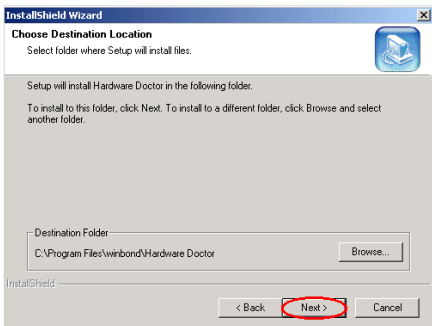 InstallShield Wizard
Choose Destination Location
Select folder where Setup will install files.
Setup will install Hardware Doctor in the following folder.
To install to this folder, click Next. To install to a different folder, click Browse and select
another folder.
Destination Folder
C:\Program Files\winbond\Hardware Doctor
Browse...
InstallShield
< Back
Next >
Cancel